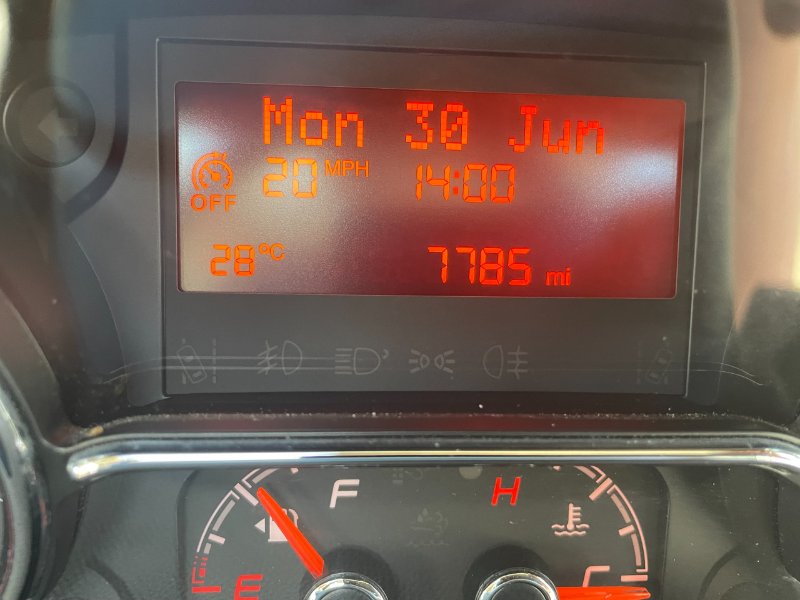 Mon 30 Jun
20 MPH 14:00
OFF
28°C 7785 mi
F H
E C